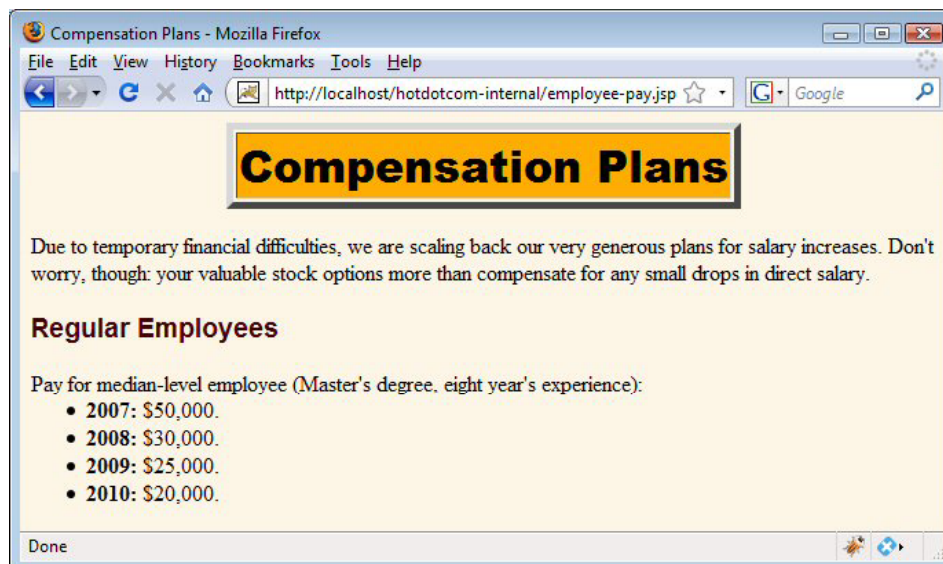 Compensation Plans - Mozilla Firefox
File Edit View History Bookmarks Tools Help
http://localhost/hotdotcom-internal/employee-pay.jsp G Google
Compensation Plans
Due to temporary financial difficulties, we are scaling back our very generous plans for salary increases. Don't
worry, though: your valuable stock options more than compensate for any small drops in direct salary.
Regular Employees
Pay for median-level employee (Master's degree, eight year's experience):
• 2007: $50,000.
• 2008: $30,000.
• 2009: $25,000.
• 2010: $20,000.
Done